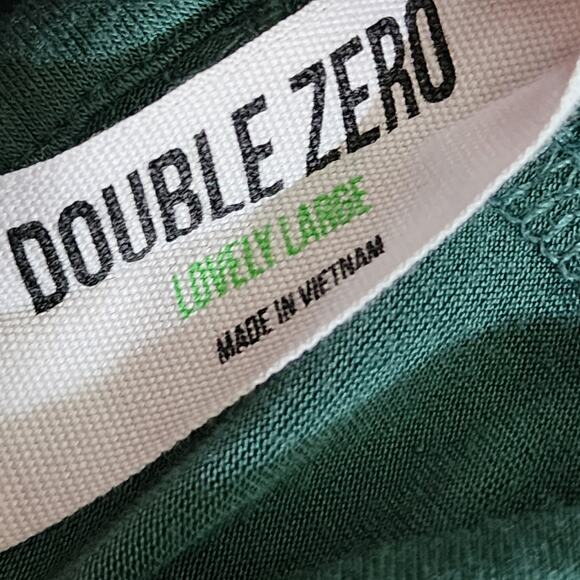 DOUBLE ZERO
LOVELY LARGE
MADE IN VIETNAM